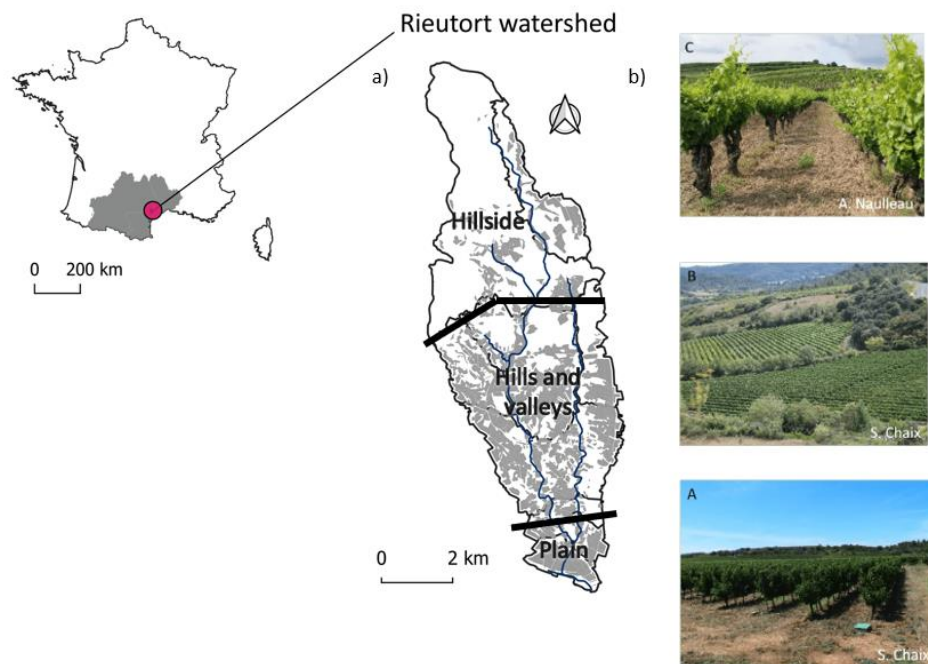 Rieutort watershed
a)
b)
0 200 km
Hillside
Hills and
valleys
Plain
0 2 km
C
A. Naulleau
B
S. Chaix
A
S. Chaix